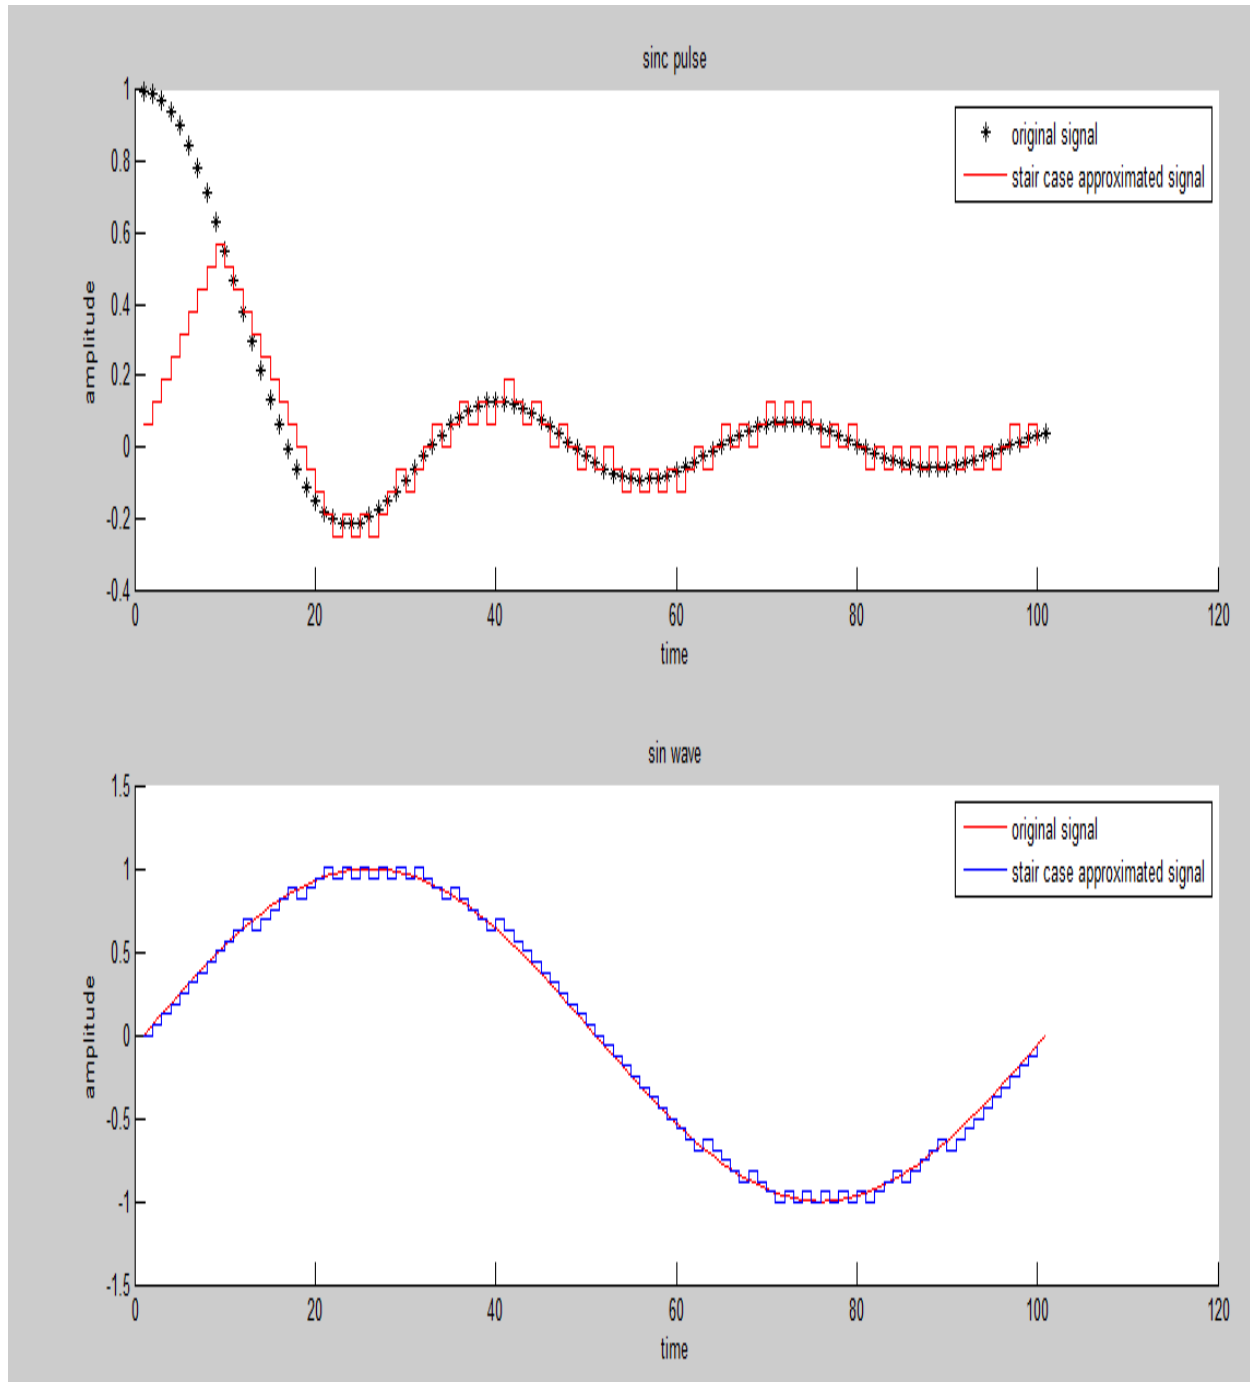 sinc pulse
1
0.8
0.6
0.4
0.2
0
-0.2
-0.4
amplitude
original signal
stair case approximated signal
0 20 40 60 80 100 120
time
sin wave
1.5
1
0.5
0
-0.5
-1
-1.5
amplitude
original signal
stair case approximated signal
0 20 40 60 80 100 120
time